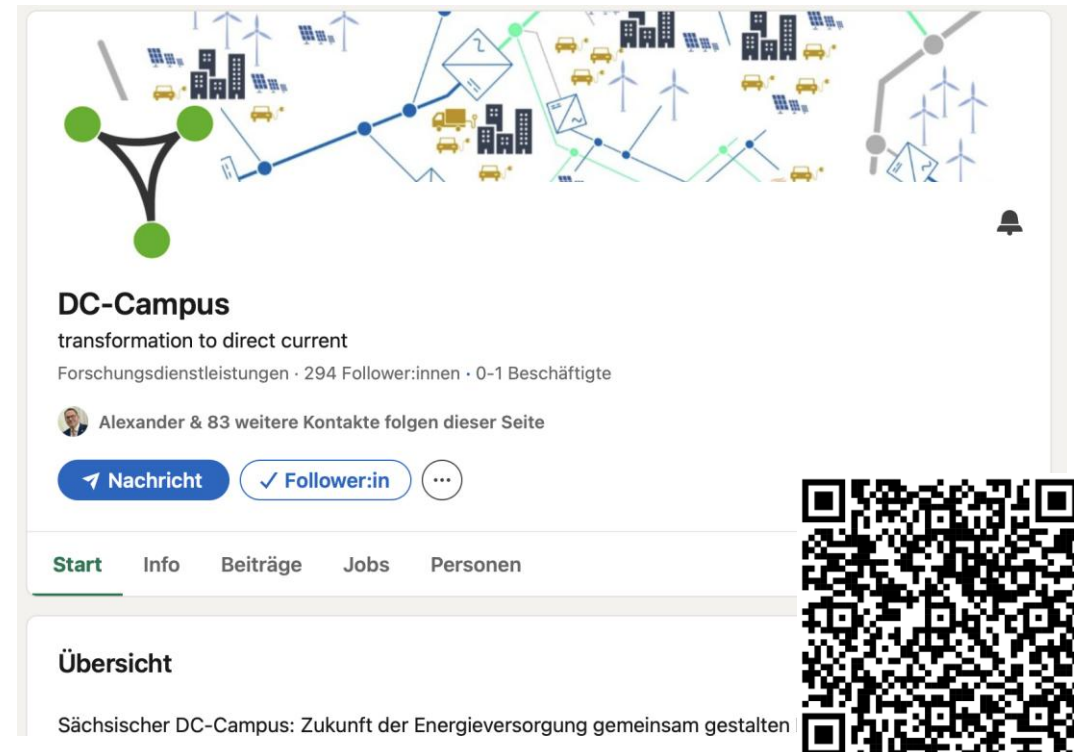 DC-Campus
transformation to direct current
Forschungsdienstleistungen · 294 Follower:innen · 0-1 Beschäftigte
Alexander & 83 weitere Kontakte folgen dieser Seite
Nachricht
Follower:in
Start Info Beiträge Jobs Personen
Übersicht
Sächsischer DC-Campus: Zukunft der Energieversorgung gemeinsam gestalten